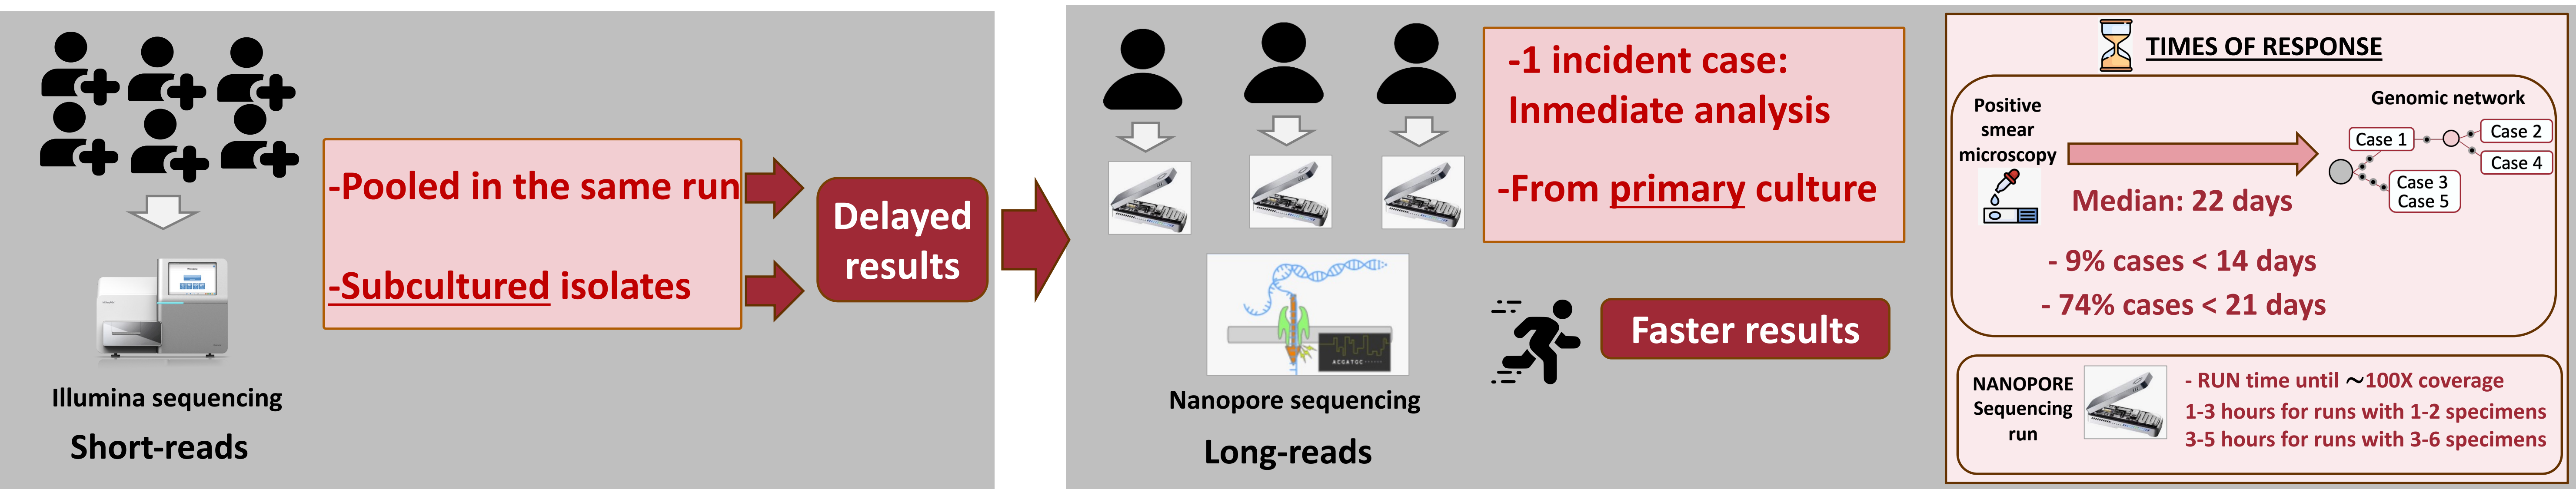 Illumina sequencing
Short-reads
-Pooled in the same run
-Subcultured isolates
Delayed
results
Nanopore sequencing
Long-reads
ACGATGC
-1 incident case:
Inmediate analysis
-From primary culture
Faster results
TIMES OF RESPONSE
Positive
smear
microscopy
Median: 22 days
- 9% cases < 14 days
- 74% cases < 21 days
Genomic network
Case 1
Case 2
Case 4
Case 3
Case 5
NANOPORE
Sequencing
run
- RUN time until ~100X coverage
1-3 hours for runs with 1-2 specimens
3-5 hours for runs with 3-6 specimens